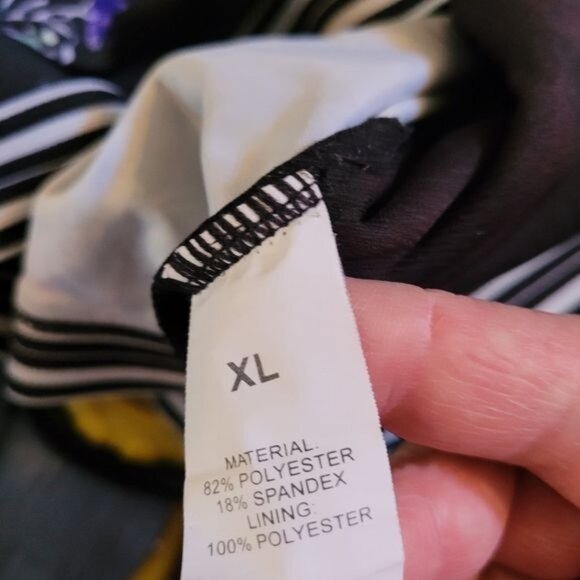 XL
MATERIAL:
82% POLYESTER
18% SPANDEX
LINING:
100% POLYESTER